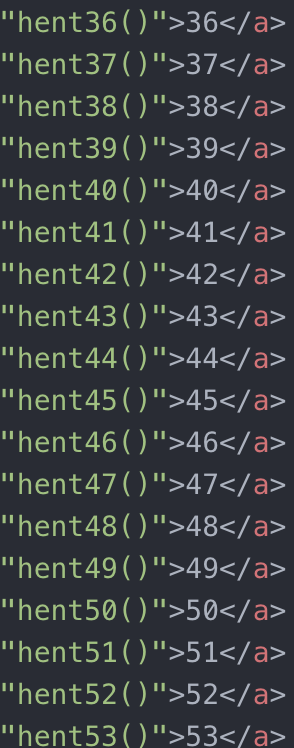 "hent36()">36</a>
"hent37()">37</a>
"hent38()">38</a>
"hent39()">39</a>
"hent40()">40</a>
"hent41()">41</a>
"hent42()">42</a>
"hent43()">43</a>
"hent44()">44</a>
"hent45()">45</a>
"hent46()">46</a>
"hent47()">47</a>
"hent48()">48</a>
"hent49()">49</a>
"hent50()">50</a>
"hent51()">51</a>
"hent52()">52</a>
"hent53()">53</a>